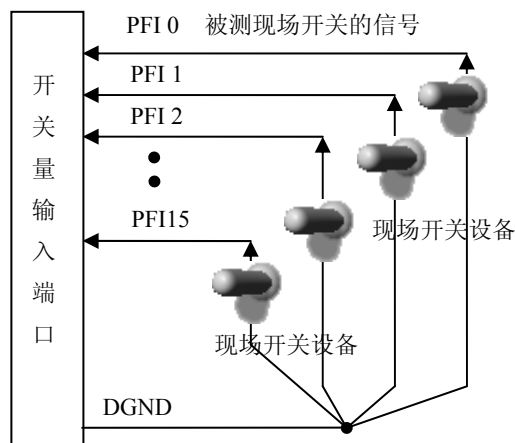 PFI 0 被测现场开关的信号
PFI 1
PFI 2
PFI15
开关量输入端口
现场开关设备
现场开关设备
DGND